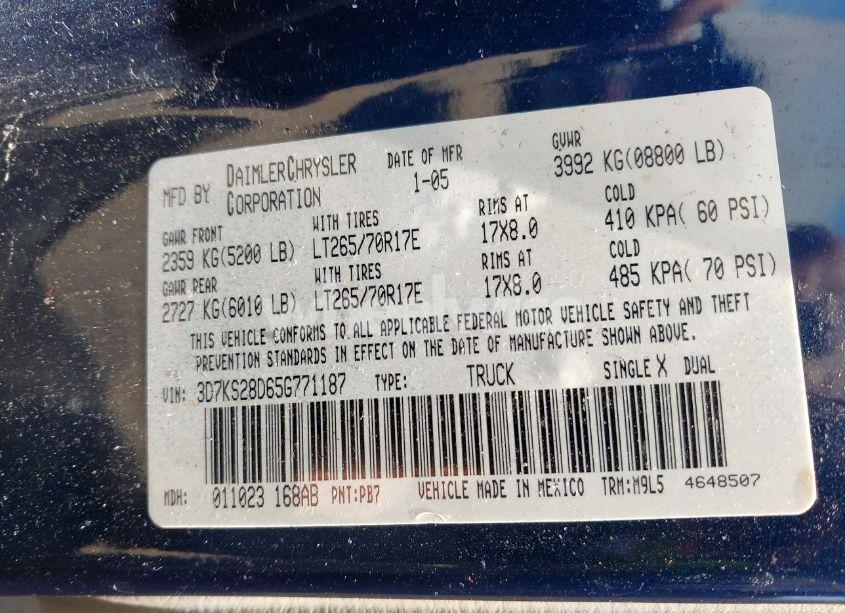 MFD BY DAIMLERCHRYSLER CORPORATION DATE OF MFR 1-05 GVWR 3992 KG(08800 LB)
GAWR FRONT WITH TIRES RIMS AT COLD
2359 KG(5200 LB) LT265/70R17E 17X8.0 410 KPA( 60 PSI)
GAWR REAR WITH TIRES RIMS AT COLD
2727 KG(6010 LB) LT265/70R17E 17X8.0 485 KPA( 70 PSI)
THIS VEHICLE CONFORMS TO ALL APPLICABLE FEDERAL MOTOR VEHICLE SAFETY AND THEFT
PREVENTION STANDARDS IN EFFECT ON THE DATE OF MANUFACTURE SHOWN ABOVE.
VIN: 3D7KS28D65G771187 TYPE: TRUCK SINGLE X DUAL
MDH: 011023 168AB PNT:PB7 VEHICLE MADE IN MEXICO TRM:M9L5 4648507